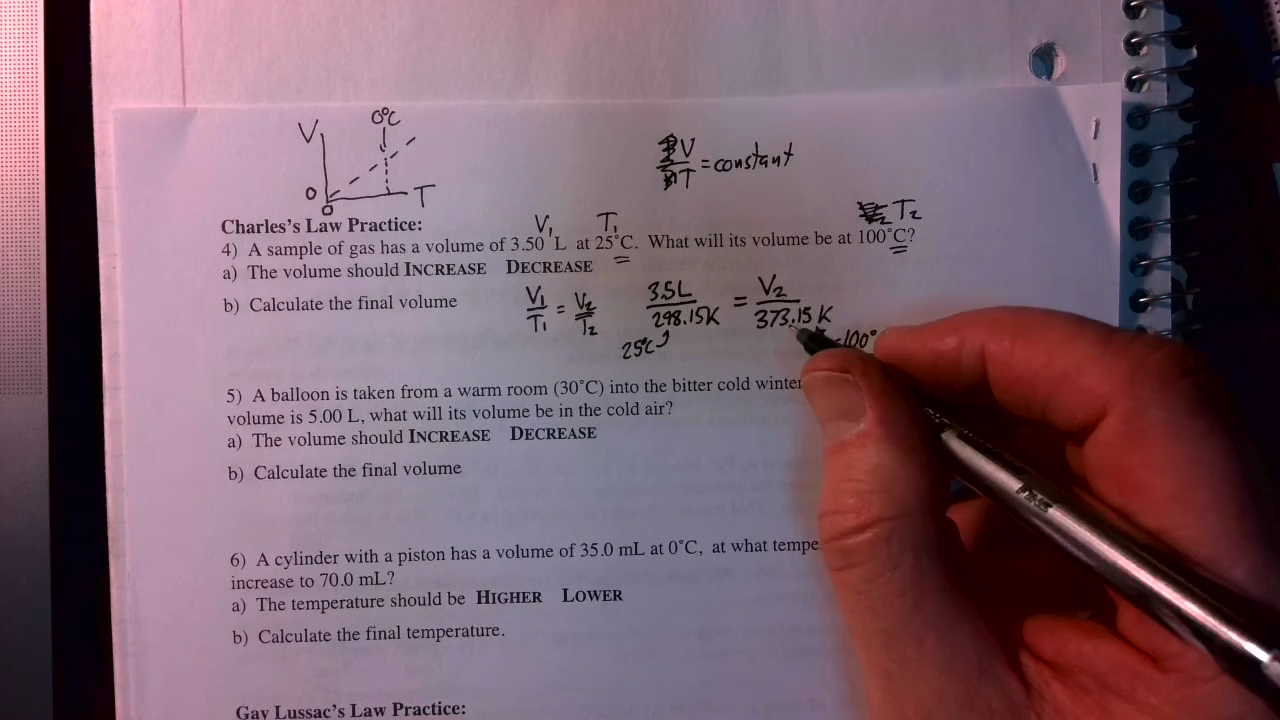 0°C
V
0
T
0
V = constant
T
V₁ T₁ T₂
Charles's Law Practice:
4) A sample of gas has a volume of 3.50 L at 25°C. What will its volume be at 100°C?
a) The volume should INCREASE DECREASE
b) Calculate the final volume
V₁/T₁ = V₂/T₂ 3.5L/298.15K = V₂/373.15K
25°C 100°
5) A balloon is taken from a warm room (30°C) into the bitter cold winter
volume is 5.00 L, what will its volume be in the cold air?
a) The volume should INCREASE DECREASE
b) Calculate the final volume
6) A cylinder with a piston has a volume of 35.0 mL at 0°C, at what tempe
increase to 70.0 mL?
a) The temperature should be HIGHER LOWER
b) Calculate the final temperature.
Gay Lussac's Law Practice: